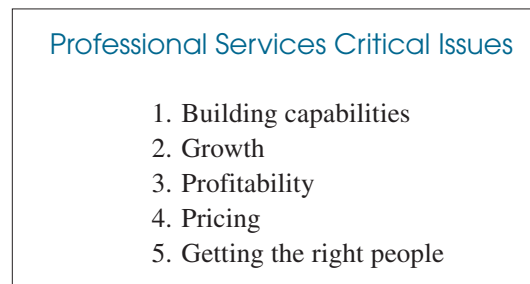 Professional Services Critical Issues
1. Building capabilities
2. Growth
3. Profitability
4. Pricing
5. Getting the right people